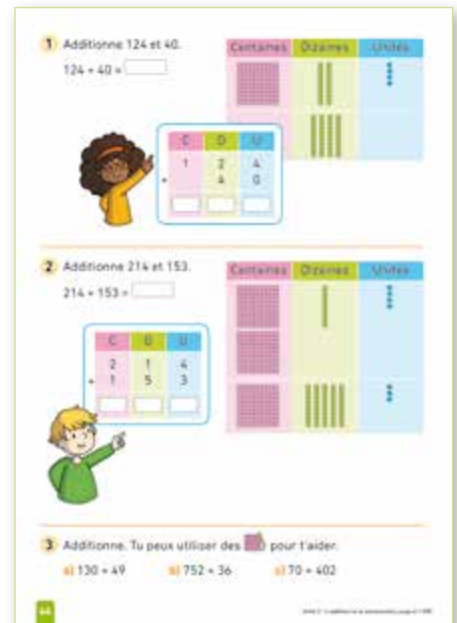 1 Additionne 124 et 40.
124 + 40 =
Centaines Dizaines Unités
C D U
1 2 4
+ 4 0
2 Additionne 214 et 153.
214 + 153 =
Centaines Dizaines Unités
C D U
2 1 4
+ 1 5 3
3 Additionne. Tu peux utiliser des pour t'aider.
a) 130 + 49 b) 752 + 36 c) 70 + 402